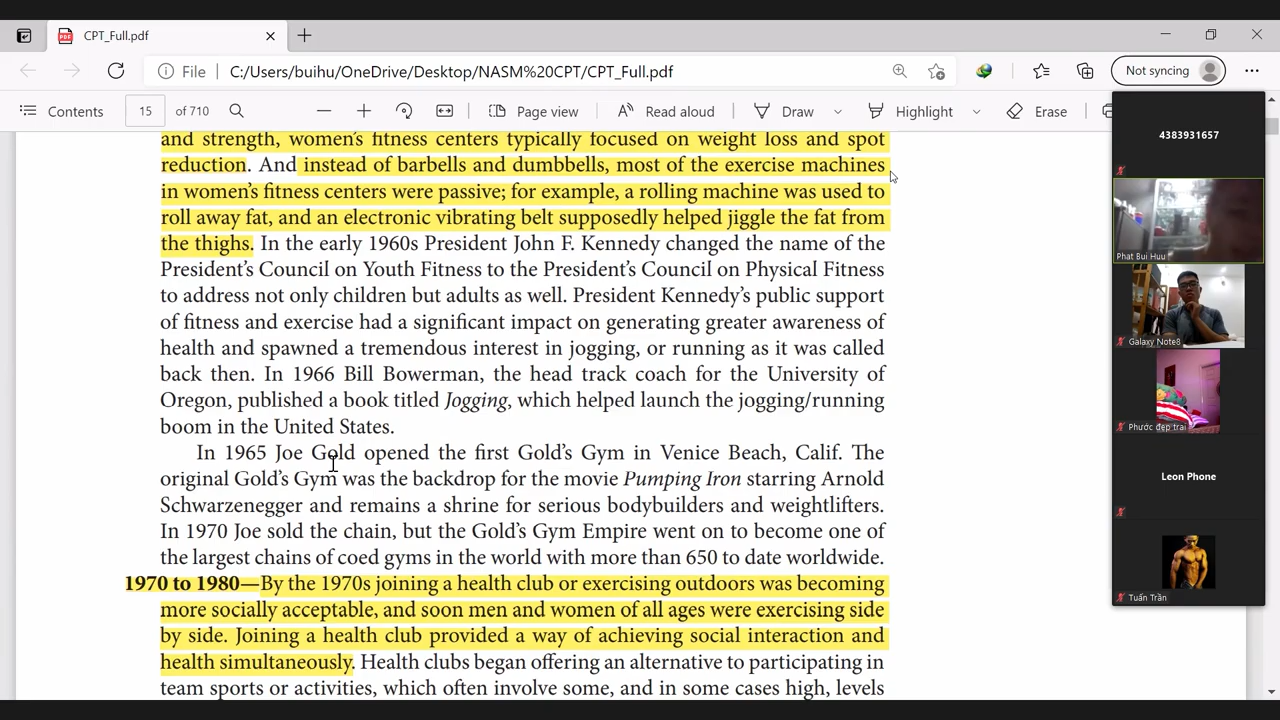 CPT_Full.pdf
Not syncing
File C:/Users/buihu/OneDrive/Desktop/NASM%20CPT/CPT_Full.pdf
Contents 15 of 710 Page view Read aloud Draw Highlight Erase
and strength, women's fitness centers typically focused on weight loss and spot
reduction. And instead of barbells and dumbbells, most of the exercise machines
in women's fitness centers were passive; for example, a rolling machine was used to
roll away fat, and an electronic vibrating belt supposedly helped jiggle the fat from
the thighs. In the early 1960s President John F. Kennedy changed the name of the
President's Council on Youth Fitness to the President's Council on Physical Fitness
to address not only children but adults as well. President Kennedy's public support
of fitness and exercise had a significant impact on generating greater awareness of
health and spawned a tremendous interest in jogging, or running as it was called
back then. In 1966 Bill Bowerman, the head track coach for the University of
Oregon, published a book titled Jogging, which helped launch the jogging/running
boom in the United States.
In 1965 Joe Gold opened the first Gold's Gym in Venice Beach, Calif. The
original Gold's Gym was the backdrop for the movie Pumping Iron starring Arnold
Schwarzenegger and remains a shrine for serious bodybuilders and weightlifters.
In 1970 Joe sold the chain, but the Gold's Gym Empire went on to become one of
the largest chains of coed gyms in the world with more than 650 to date worldwide.
1970 to 1980—By the 1970s joining a health club or exercising outdoors was becoming
more socially acceptable, and soon men and women of all ages were exercising side
by side. Joining a health club provided a way of achieving social interaction and
health simultaneously. Health clubs began offering an alternative to participating in
team sports or activities, which often involve some, and in some cases high, levels
4383931657
Phat Bui Huu
Galaxy Note8
Phước đẹp trai
Leon Phone
Tuấn Trần